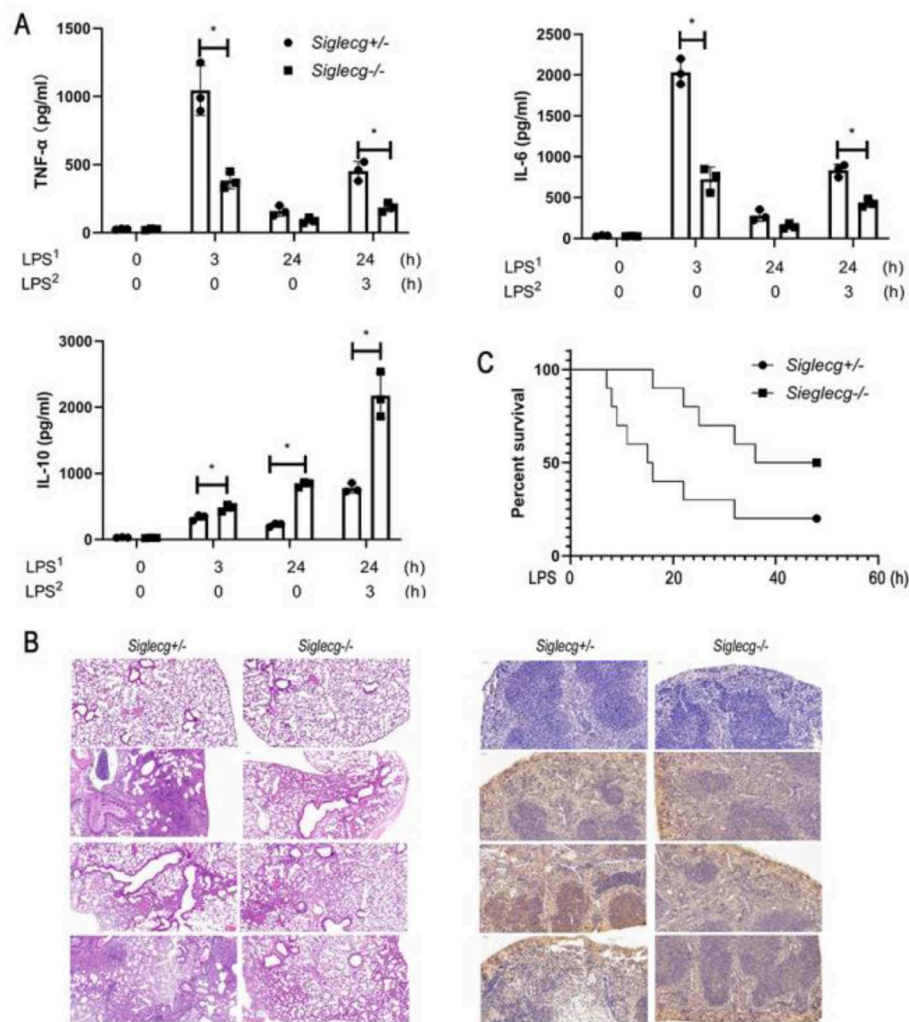 A
TNF-α (pg/ml)
1500
1000
500
0
Siglecg+/-
Siglecg-/-
*
*
LPS1 0 3 24 24 (h)
LPS2 0 0 0 3 (h)
IL-6 (pg/ml)
2500
2000
1500
1000
500
0
*
*
LPS1 0 3 24 24 (h)
LPS2 0 0 0 3 (h)
IL-10 (pg/ml)
3000
2000
1000
0
*
*
*
LPS1 0 3 24 24 (h)
LPS2 0 0 0 3 (h)
C
Percent survival
100
50
0
Siglecg+/-
Sieglecg-/-
LPS 0 20 40 60 (h)
B
Siglecg+/- Siglecg-/- Siglecg+/- Siglecg-/-